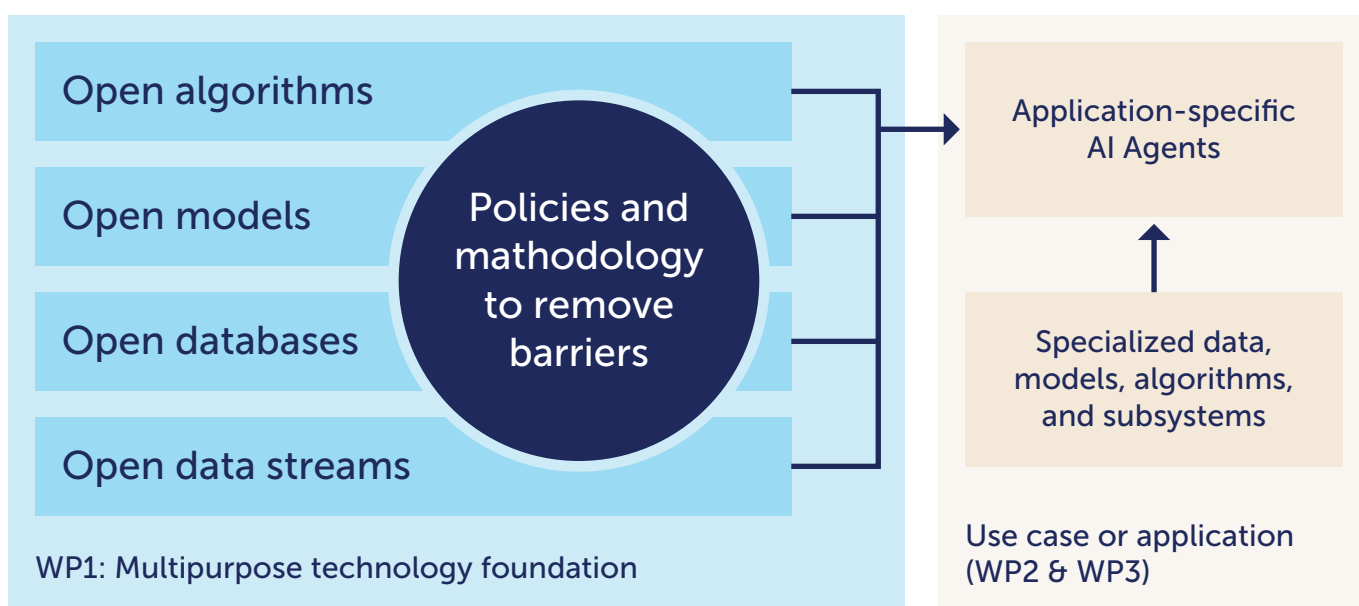 Open algorithms
Open models
Open databases
Open data streams
Policies and
mathodology
to remove
barriers
WP1: Multipurpose technology foundation
Application-specific
AI Agents
Specialized data,
models, algorithms,
and subsystems
Use case or application
(WP2 & WP3)